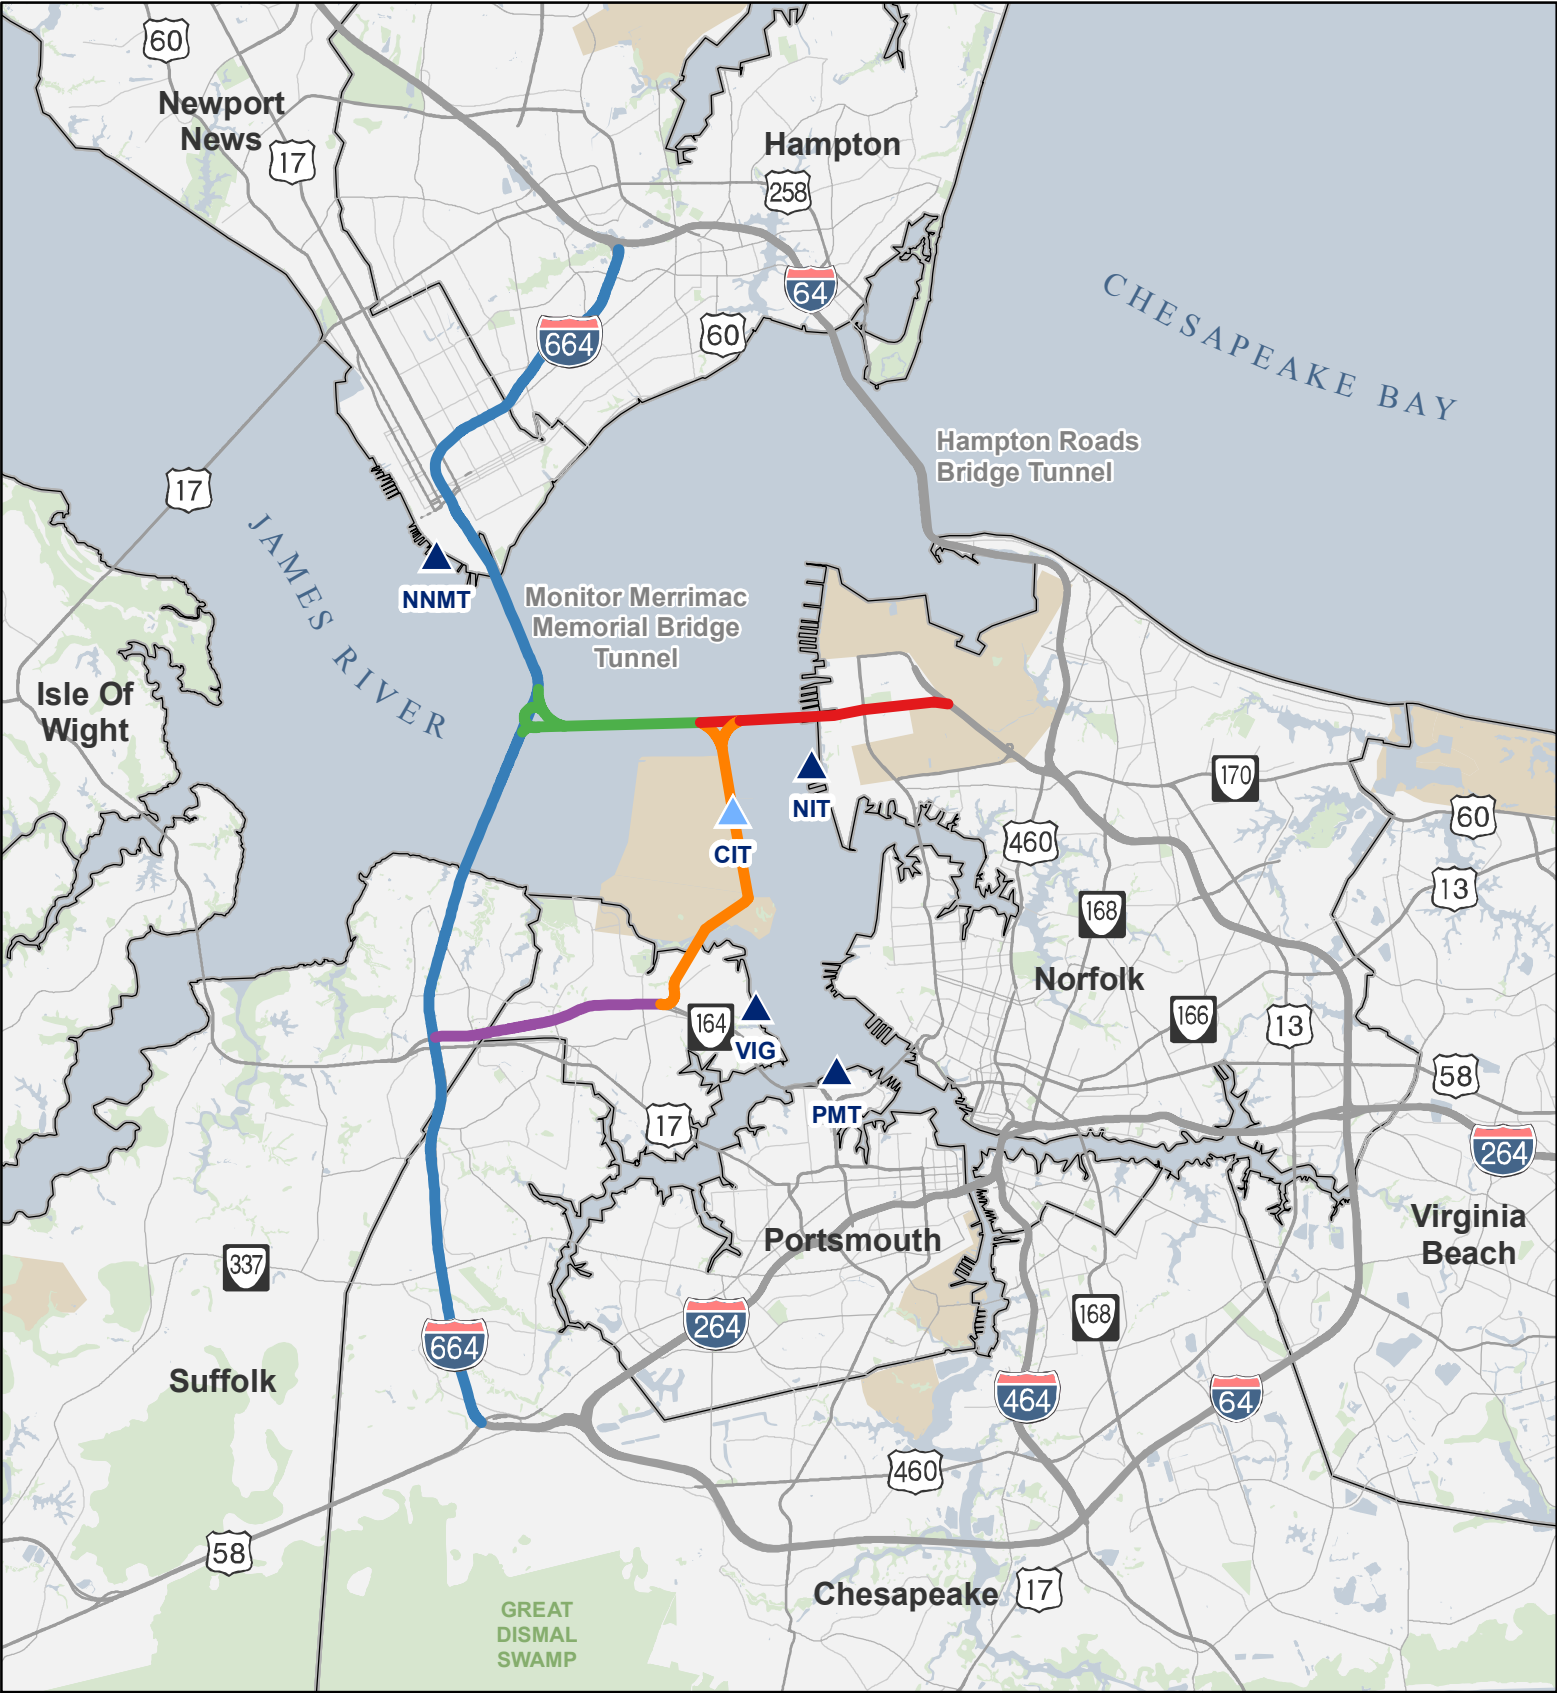 60
Newport
News
17
Hampton
258
64
664
60
CHESAPEAKE BAY
Hampton Roads
Bridge Tunnel
17
JAMES RIVER
NNMT
Monitor Merrimac
Memorial Bridge
Tunnel
Isle Of
Wight
NIT
170
60
CIT
460
13
168
Norfolk
164
166
13
VIG
58
PMT
17
264
Virginia
Beach
Portsmouth
337
264
168
664
Suffolk
464
64
460
58
Chesapeake
17
GREAT
DISMAL
SWAMP